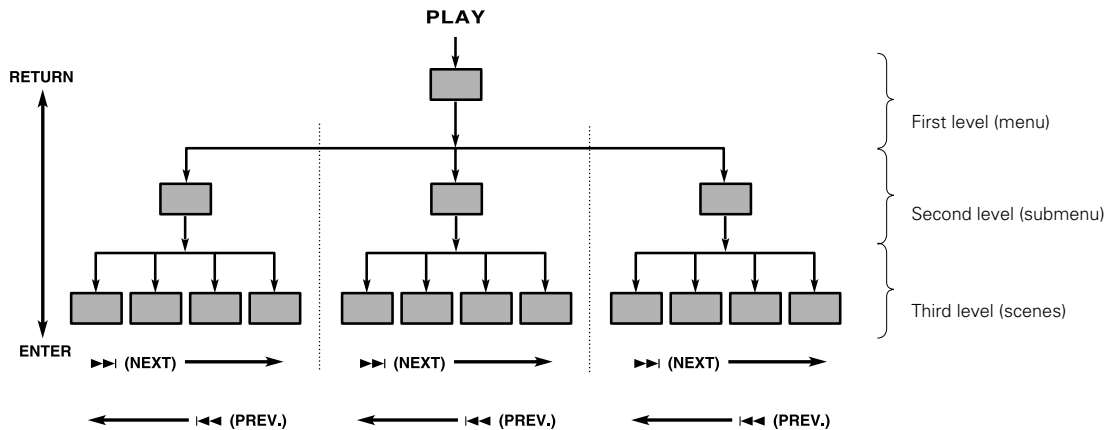 PLAY
RETURN
First level (menu)
Second level (submenu)
Third level (scenes)
ENTER
▶▶| (NEXT)
▶▶| (NEXT)
▶▶| (NEXT)
|◀◀ (PREV.)
|◀◀ (PREV.)
|◀◀ (PREV.)